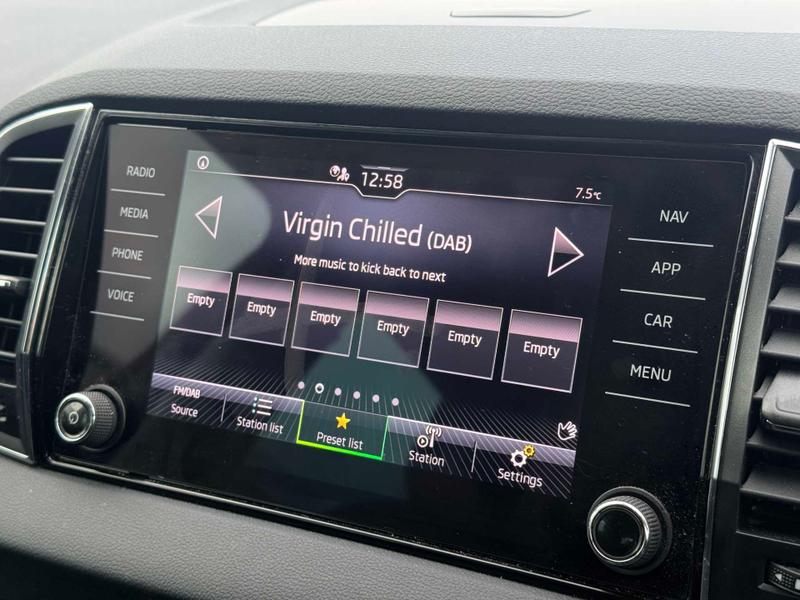 RADIO
MEDIA
PHONE
VOICE
12:58
7.5°C
Virgin Chilled (DAB)
More music to kick back to next
Empty
Empty
Empty
Empty
Empty
Empty
FM/DAB
Source
Station list
Preset list
Station
Settings
NAV
APP
CAR
MENU